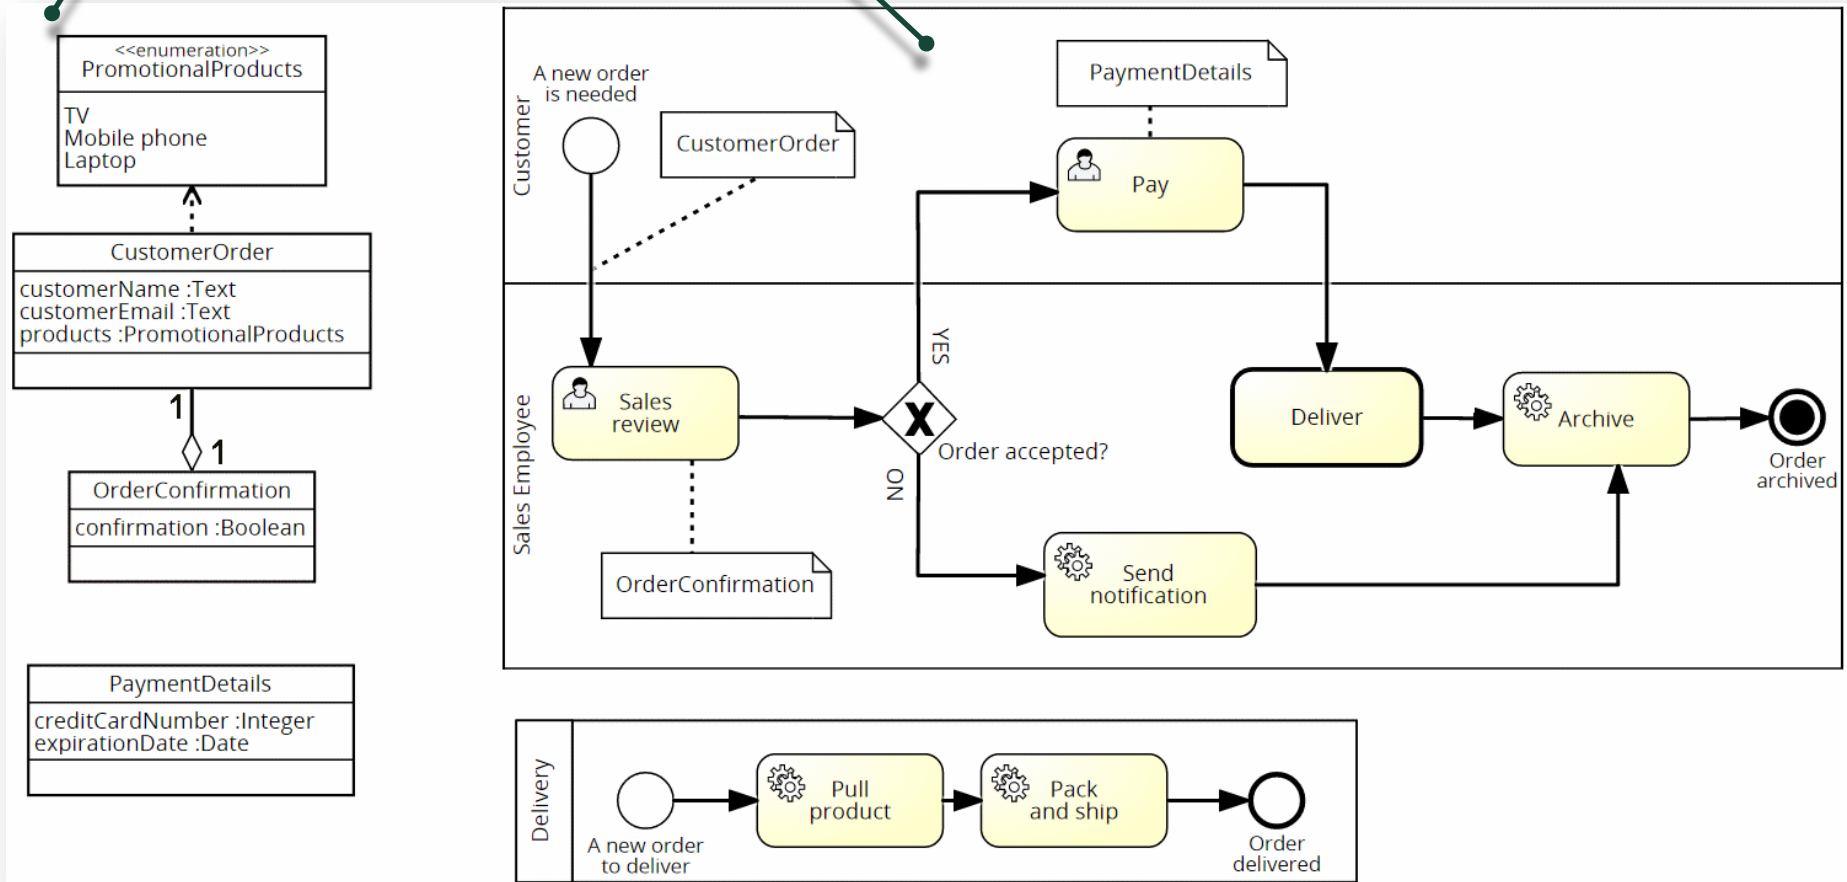 <<enumeration>>
PromotionalProducts
TV
Mobile phone
Laptop
CustomerOrder
customerName :Text
customerEmail :Text
products :PromotionalProducts
1
1
OrderConfirmation
confirmation :Boolean
PaymentDetails
creditCardNumber :Integer
expirationDate :Date
Customer
A new order
is needed
CustomerOrder
PaymentDetails
Pay
Sales Employee
Sales
review
OrderConfirmation
YES
X
Order accepted?
NO
Send
notification
Deliver
Archive
Order
archived
Delivery
A new order
to deliver
Pull
product
Pack
and ship
Order
delivered